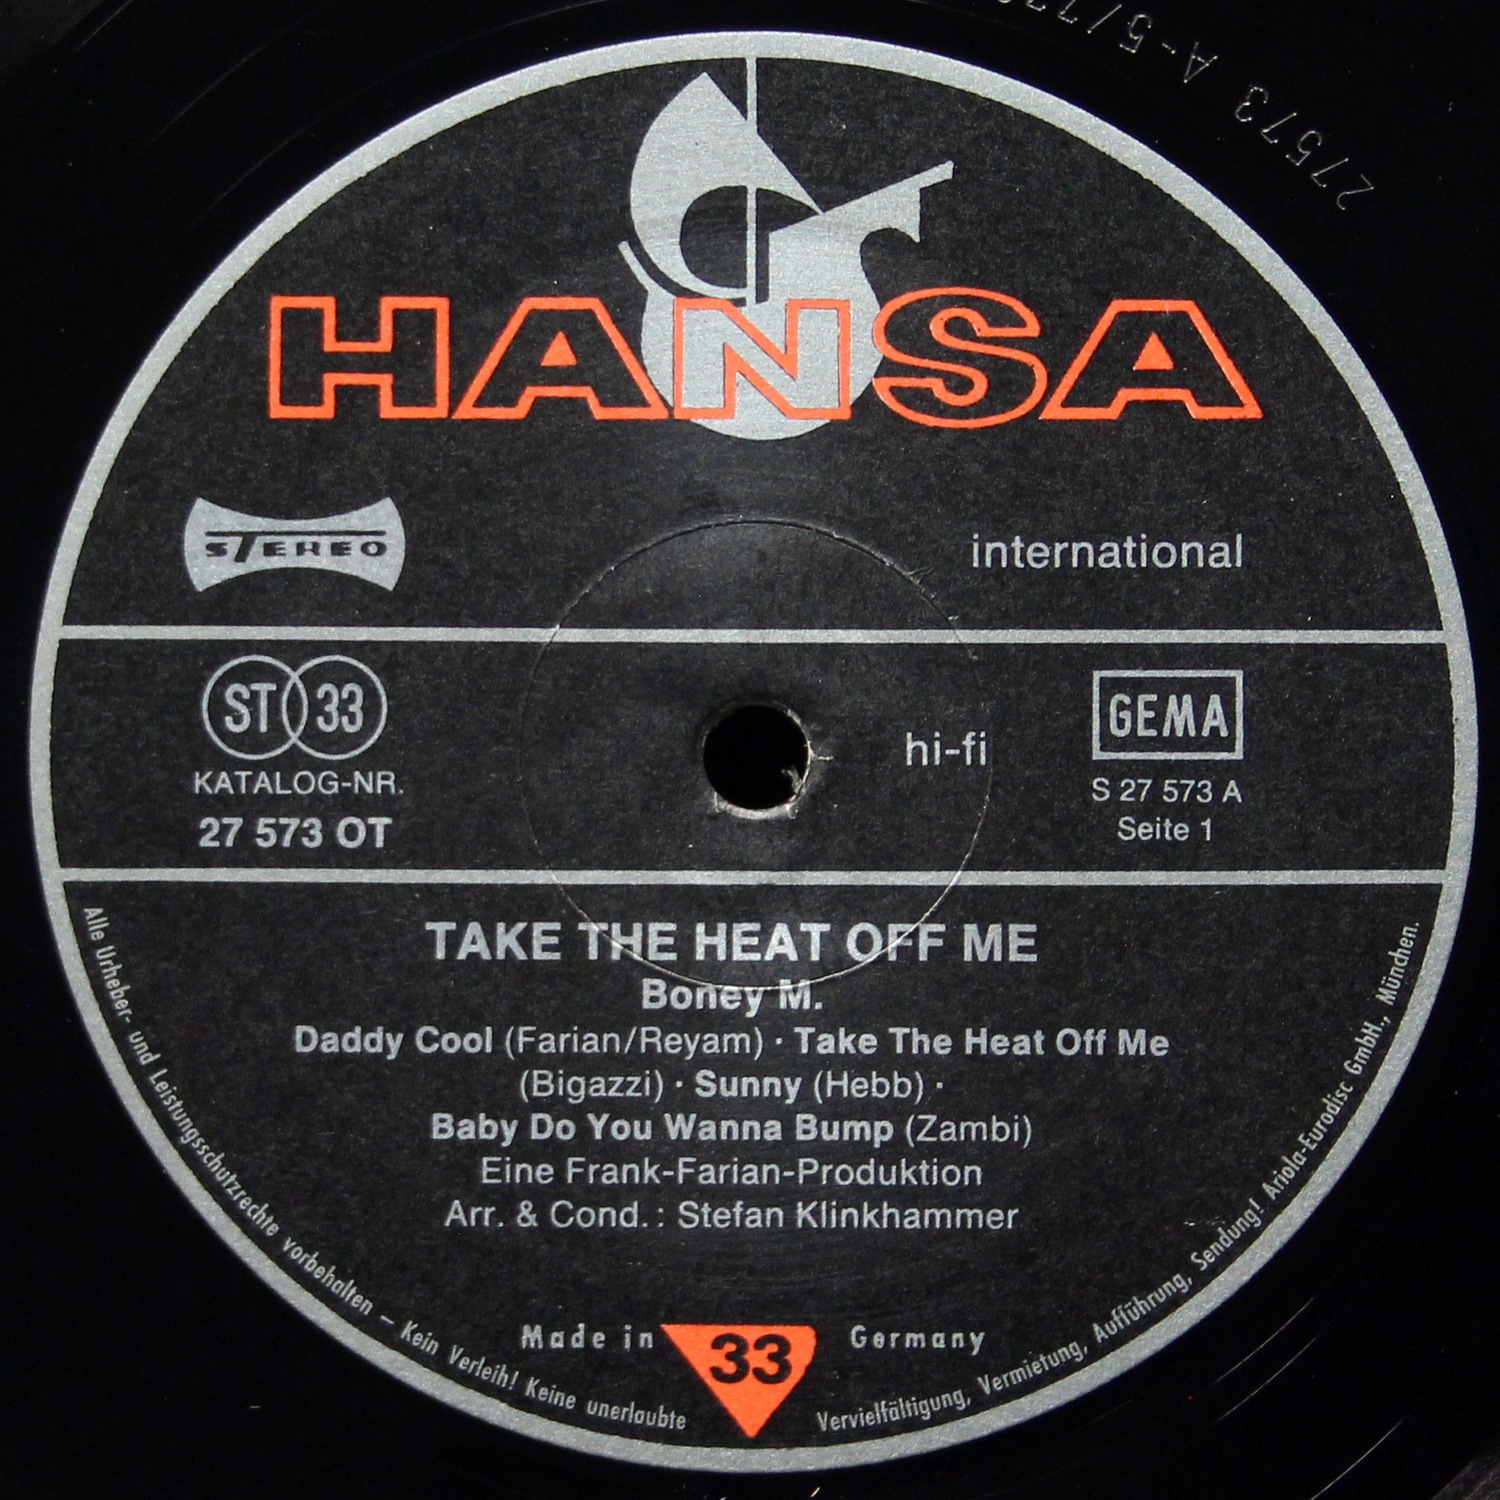 27573 A-5/77
HANSA
STEREO
international
ST 33
GEMA
hi-fi
KATALOG-NR.
S 27 573 A
27 573 OT
Seite 1
TAKE THE HEAT OFF ME
Boney M.
Daddy Cool (Farian/Reyam) · Take The Heat Off Me
(Bigazzi) · Sunny (Hebb) ·
Baby Do You Wanna Bump (Zambi)
Eine Frank-Farian-Produktion
Arr. & Cond. : Stefan Klinkhammer
Made in 33 Germany
Alle Urheber- und Leistungsschutzrechte vorbehalten – Kein Verleih! Keine unerlaubte Vervielfältigung, Vermietung, Aufführung, Sendung! Ariola-Eurodisc GmbH., München.